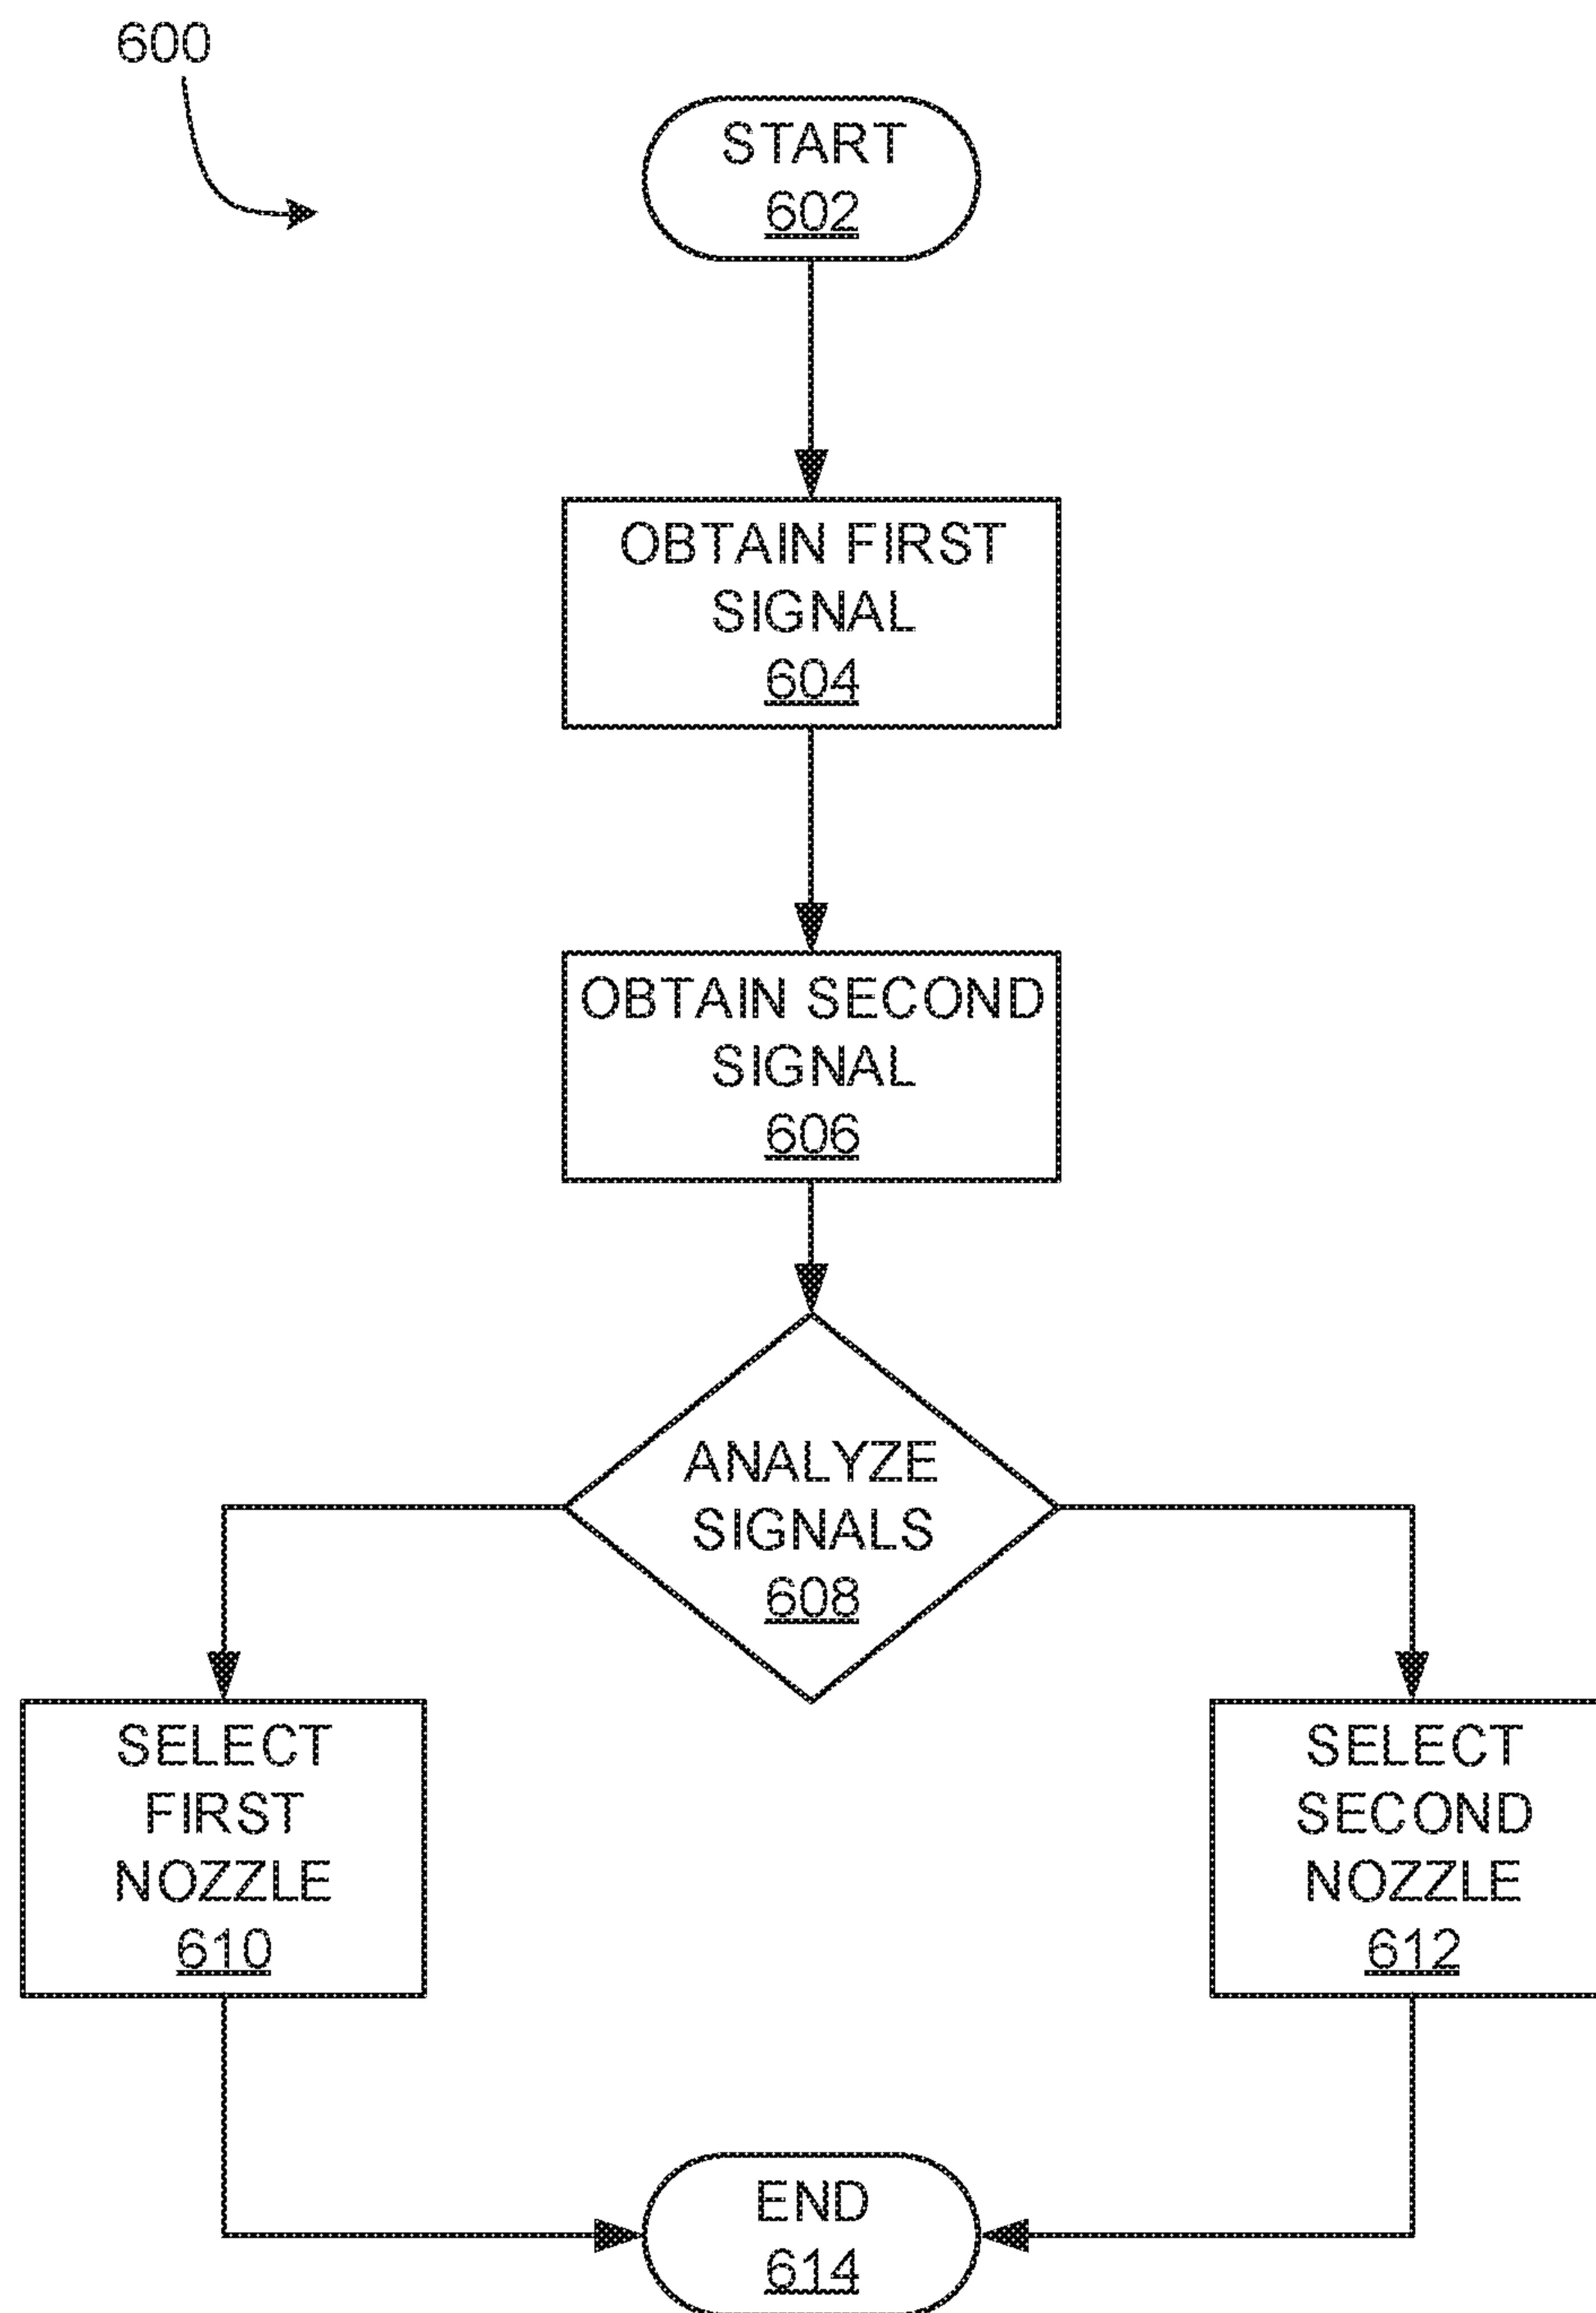 600
START
602
OBTAIN FIRST
SIGNAL
604
OBTAIN SECOND
SIGNAL
606
ANALYZE
SIGNALS
608
SELECT
FIRST
NOZZLE
610
SELECT
SECOND
NOZZLE
612
END
614